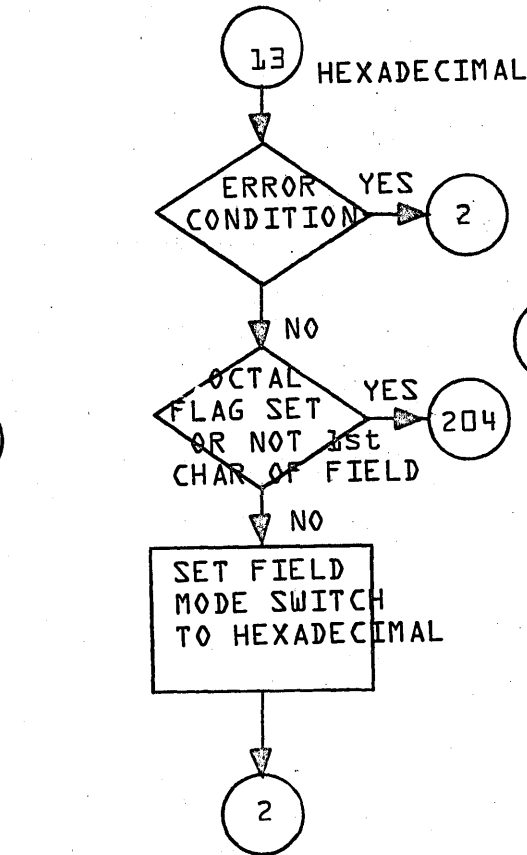 13
HEXADECIMAL
ERROR
CONDITION
YES
2
NO
OCTAL
FLAG SET
OR NOT 1st
CHAR OF FIELD
YES
204
NO
SET FIELD
MODE SWITCH
TO HEXADECIMAL
2